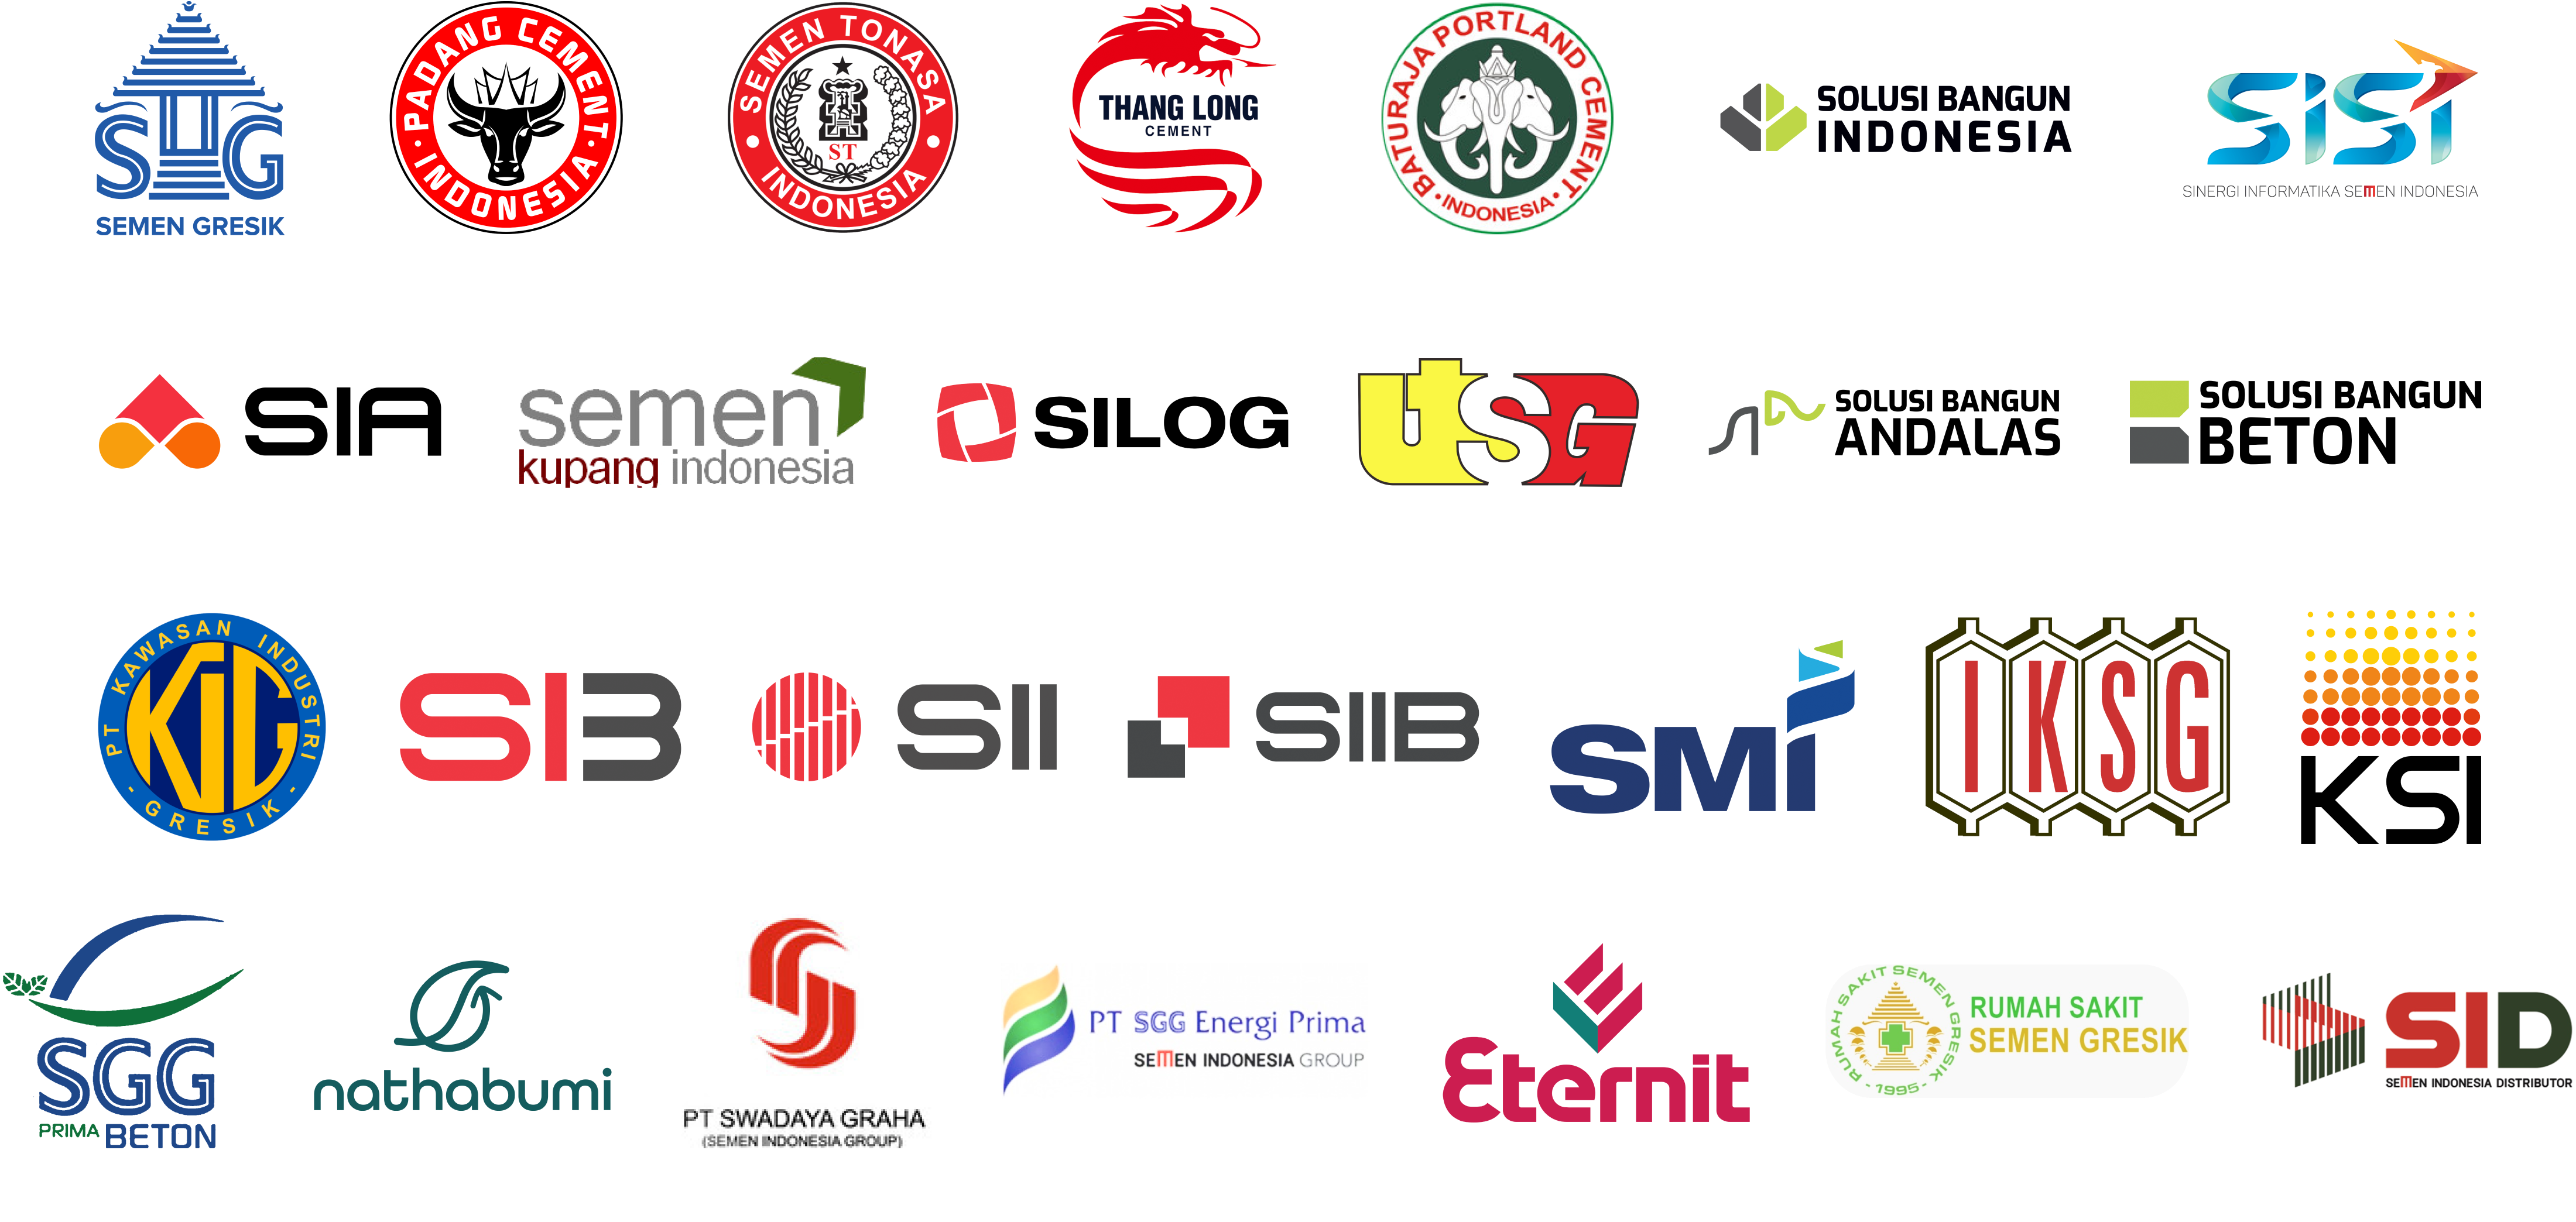 SG
SEMEN GRESIK
PADANG CEMENT
INDONESIA
SEMEN TONASA
ST
INDONESIA
THANG LONG
CEMENT
BATURAJA PORTLAND CEMENT
INDONESIA
SOLUSI BANGUN
INDONESIA
SISI
SINERGI INFORMATIKA SEMEN INDONESIA
SIA
semen
kupang indonesia
SILOG
UTSG
SOLUSI BANGUN
ANDALAS
SOLUSI BANGUN
BETON
PT KAWASAN INDUSTRI
KIG
- GRESIK -
SIB
SII
SIIB
SMI
IKSG
KSI
SGG
PRIMA BETON
nathabumi
PT SWADAYA GRAHA
(SEMEN INDONESIA GROUP)
PT SGG Energi Prima
SEMEN INDONESIA GROUP
Eternit
RUMAH SAKIT SEMEN GRESIK
- 1995 -
RUMAH SAKIT
SEMEN GRESIK
SID
SEMEN INDONESIA DISTRIBUTOR